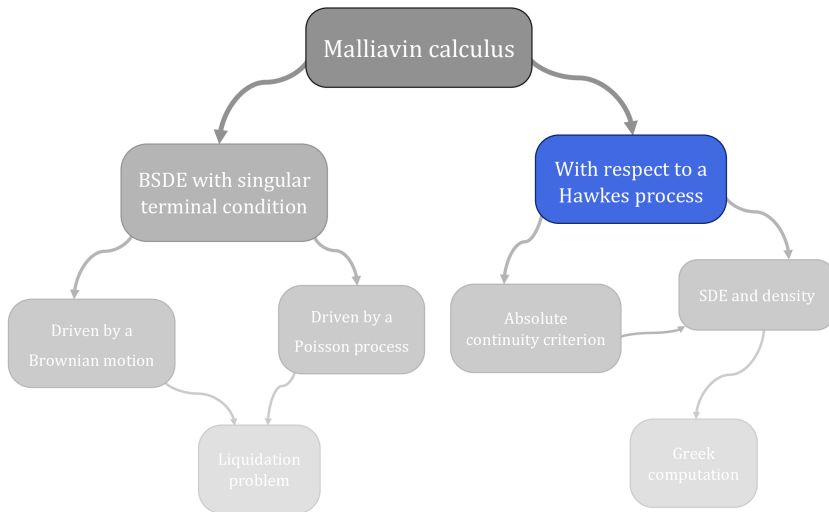 Malliavin calculus
BSDE with singular
terminal condition
With respect to a
Hawkes process
Driven by a
Brownian motion
Driven by a
Poisson process
Absolute
continuity criterion
SDE and density
Liquidation
problem
Greek
computation